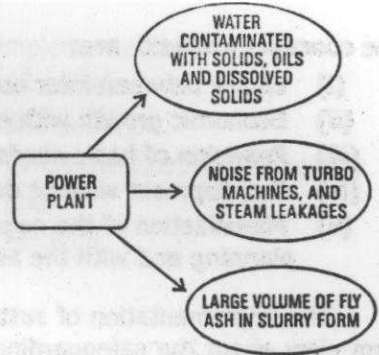 WATER
CONTAMINATED
WITH SOLIDS, OILS
AND DISSOLVED
SOLIDS
POWER
PLANT
NOISE FROM TURBO
MACHINES, AND
STEAM LEAKAGES
LARGE VOLUME OF FLY
ASH IN SLURRY FORM